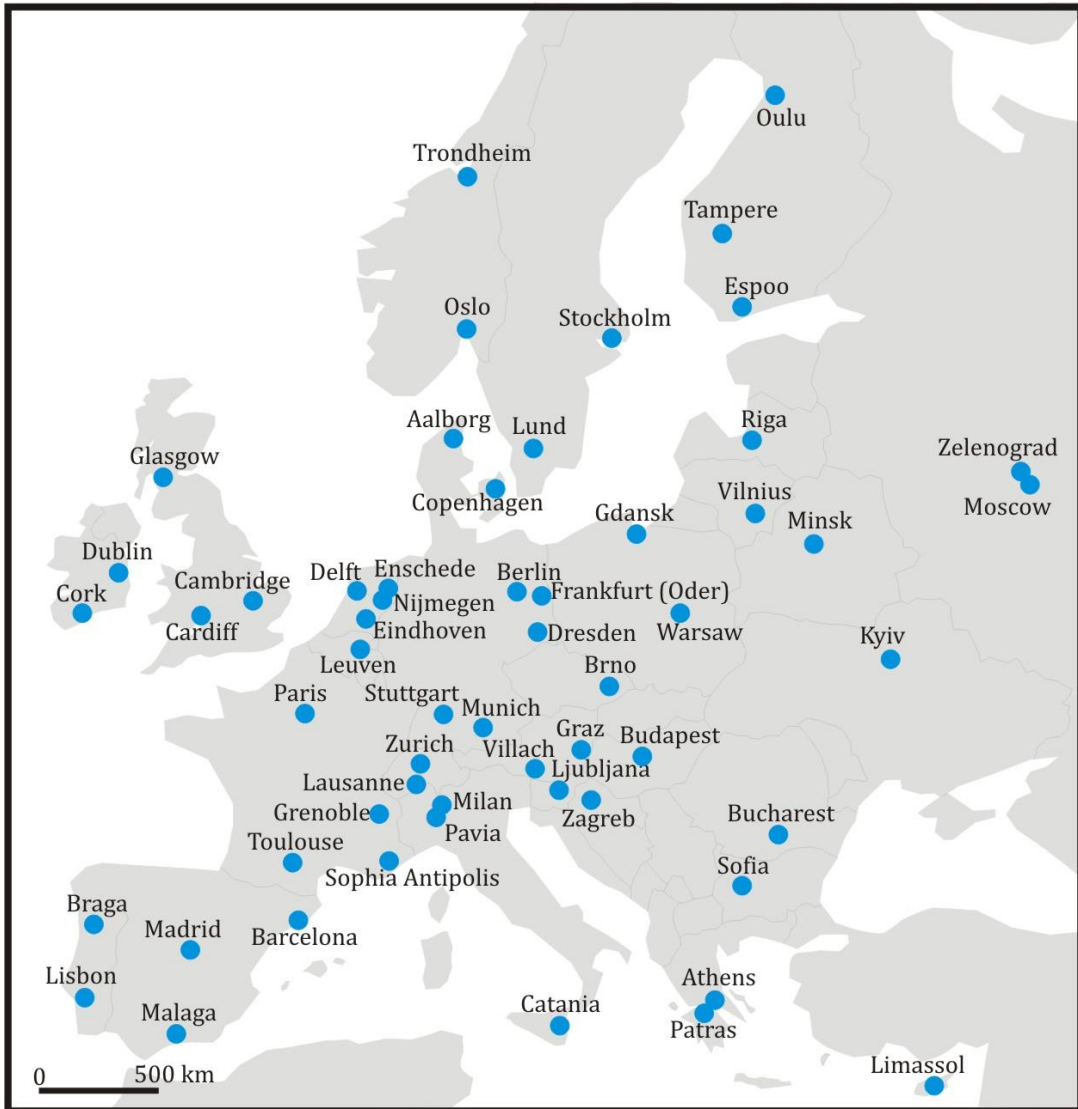 Oulu
Trondheim
Tampere
Espoo
Oslo
Stockholm
Aalborg
Lund
Riga
Glasgow
Zelenograd
Moscow
Copenhagen
Vilnius
Gdansk
Minsk
Dublin
Delft
Enschede
Berlin
Cambridge
Frankfurt (Oder)
Cork
Nijmegen
Cardiff
Eindhoven
Dresden
Warsaw
Kyiv
Leuven
Brno
Paris
Stuttgart
Munich
Graz
Budapest
Zurich
Villach
Ljubljana
Lausanne
Milan
Grenoble
Zagreb
Pavia
Bucharest
Toulouse
Sophia Antipolis
Sofia
Braga
Madrid
Barcelona
Lisbon
Athens
Catania
Malaga
Patras
Limassol
0 500 km